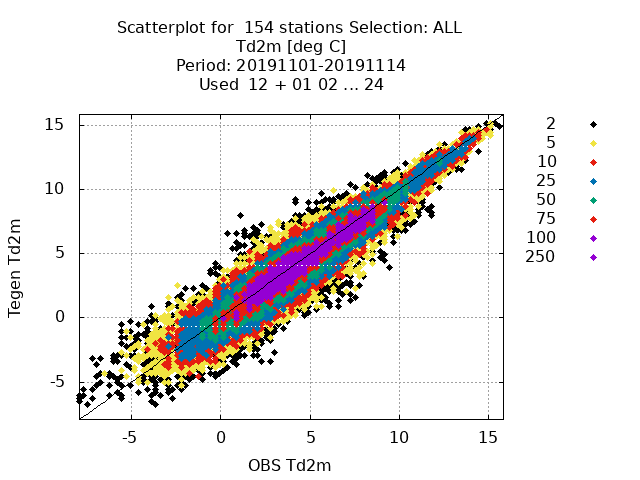 Scatterplot for  154 stations Selection: ALL
Td2m [deg C]
Period: 20191101-20191114
Used  12 + 01 02 ... 24
15
10
5
0
-5
Tegen Td2m
-5 0 5 10 15
OBS Td2m
2
5
10
25
50
75
100
250